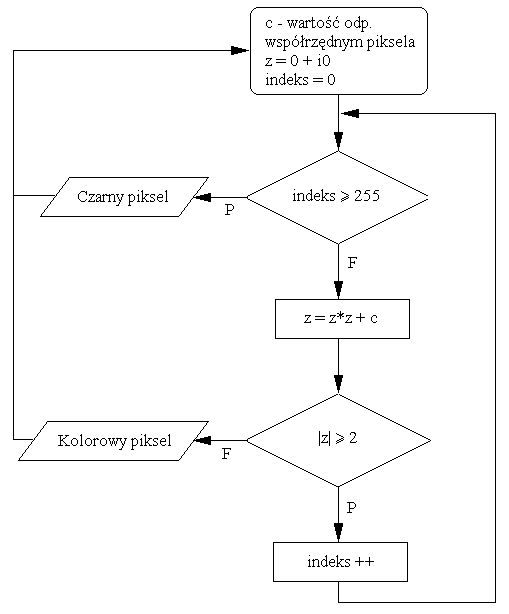 c - wartość odp.
współrzędnym piksela
z = 0 + i0
indeks = 0
indeks ⩾ 255
Czarny piksel
P
F
z = z*z + c
|z| ⩾ 2
Kolorowy piksel
F
P
indeks ++